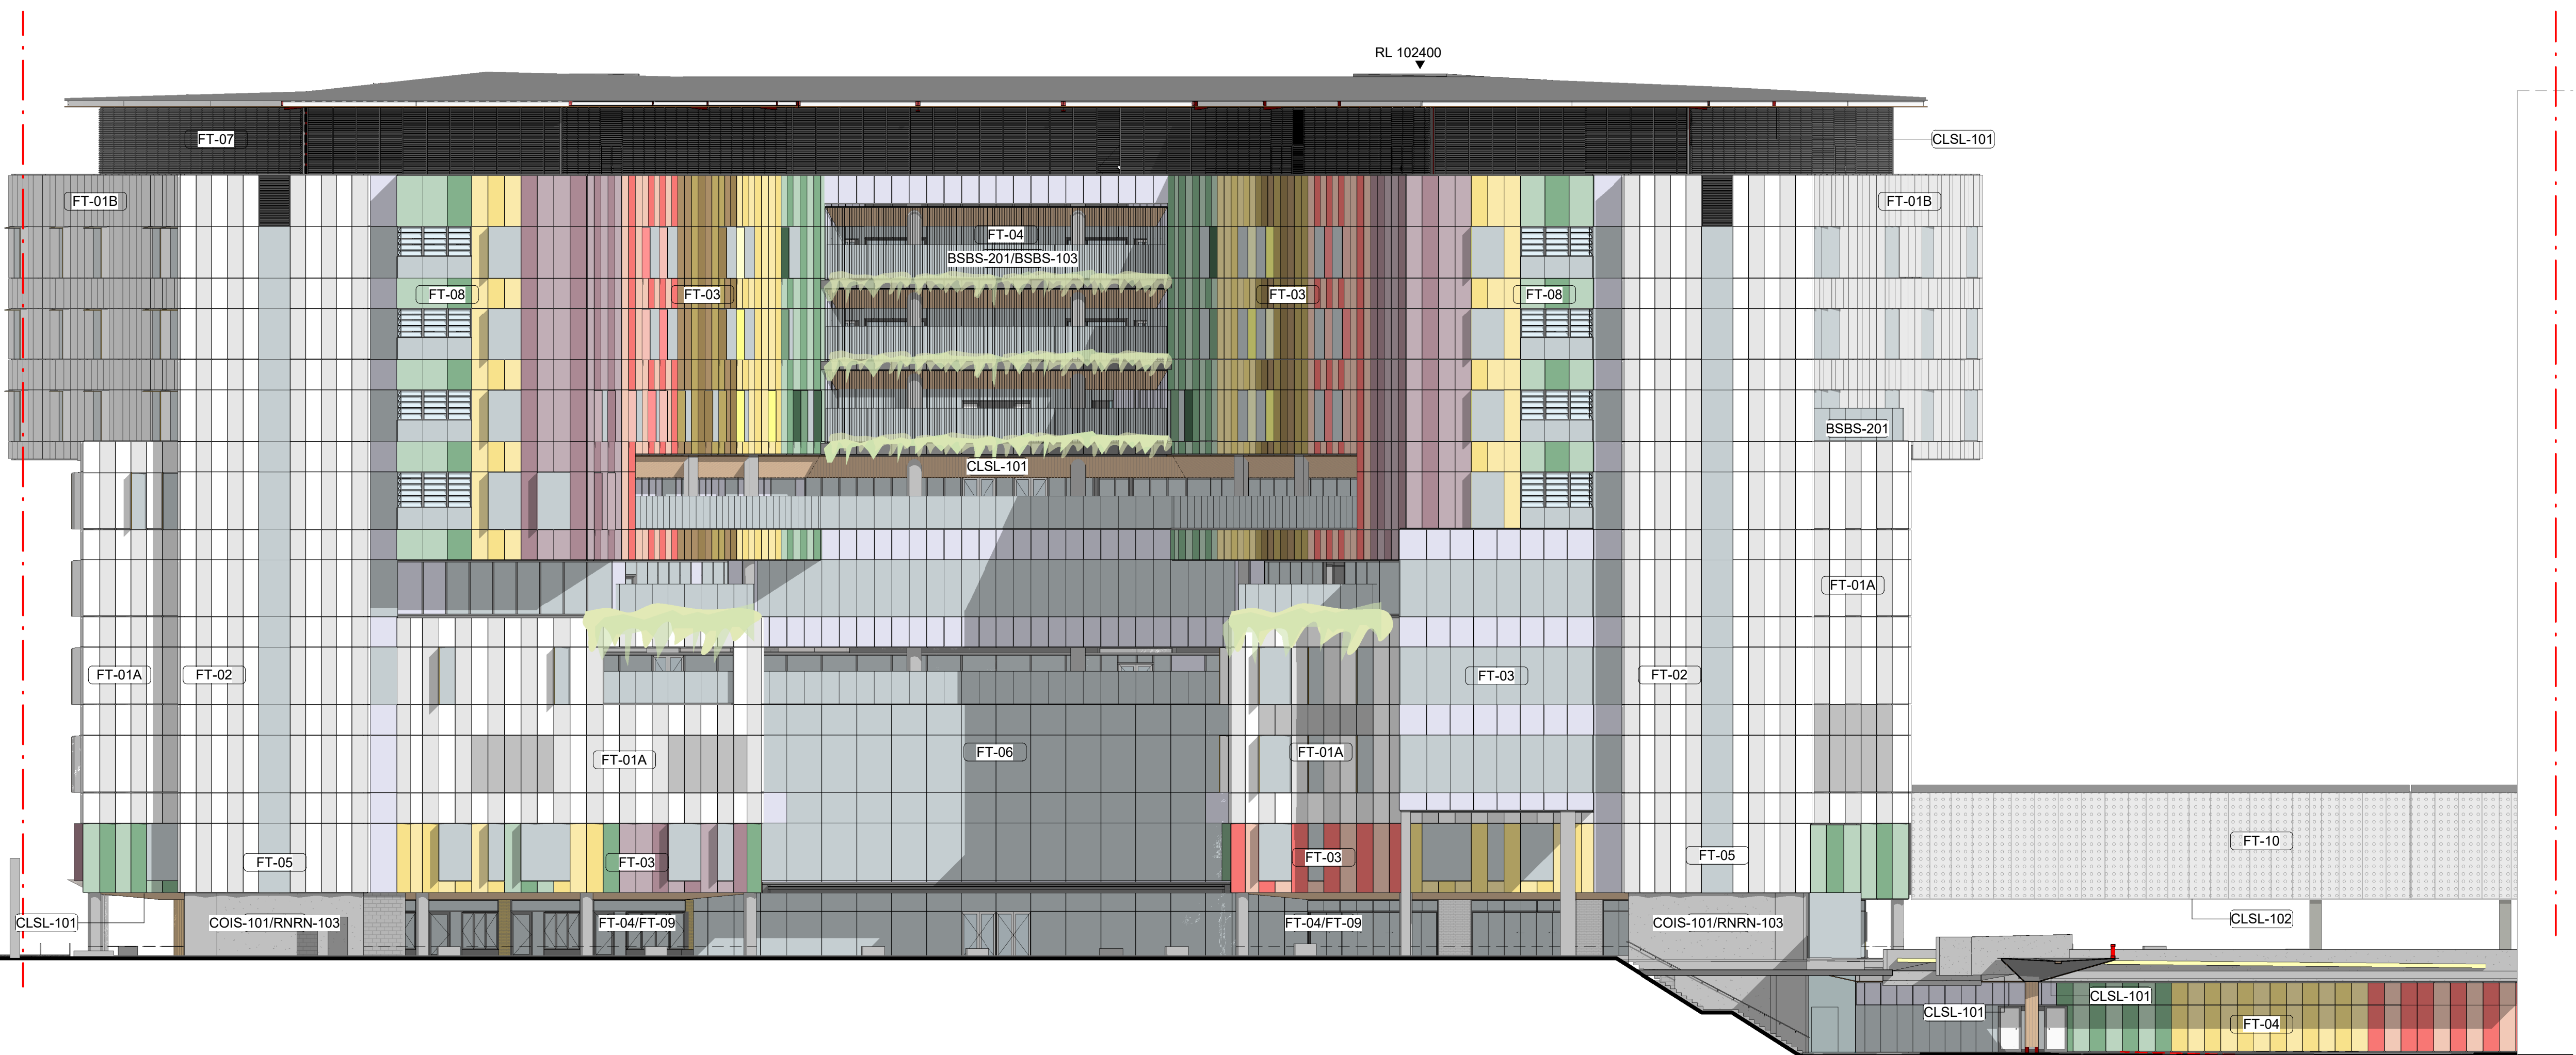 RL 102400
FT-07
CLSL-101
FT-01B
FT-01B
FT-04
BSBS-201/BSBS-103
FT-08
FT-03
FT-03
FT-08
BSBS-201
CLSL-101
FT-01A
FT-01A
FT-02
FT-03
FT-02
FT-01A
FT-06
FT-01A
FT-10
FT-05
FT-03
FT-03
FT-05
CLSL-101
COIS-101/RNRN-103
FT-04/FT-09
FT-04/FT-09
COIS-101/RNRN-103
CLSL-102
CLSL-101
CLSL-101
FT-04